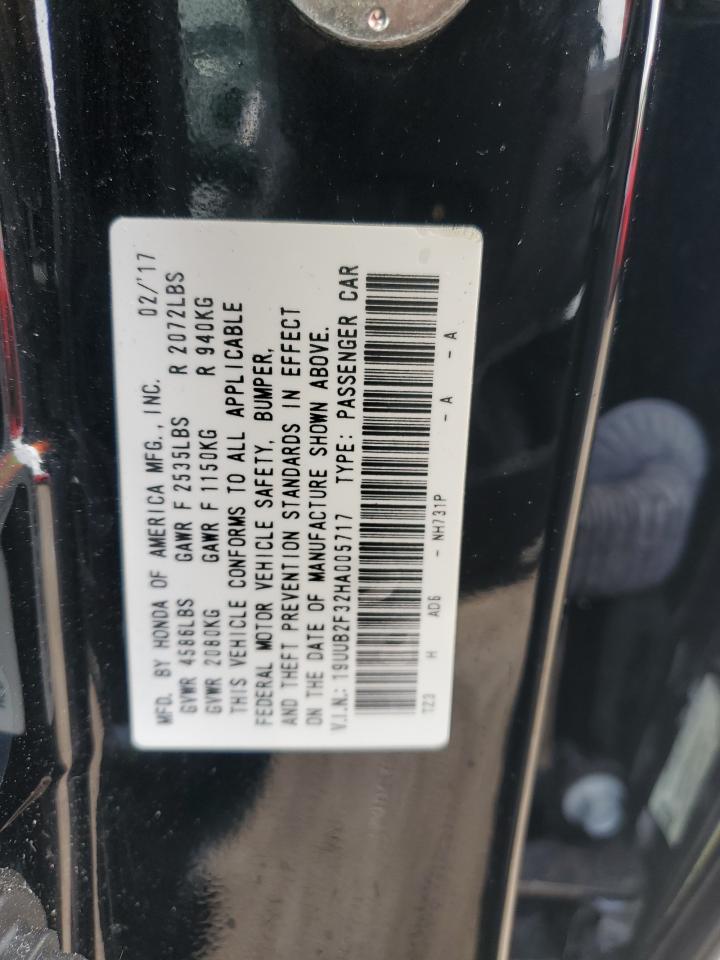 MFD. BY HONDA OF AMERICA MFG., INC. 02/'17
GVWR 4586LBS GAWR F 2535LBS R 2072LBS
GVWR 2080KG GAWR F 1150KG R 940KG
THIS VEHICLE CONFORMS TO ALL APPLICABLE
FEDERAL MOTOR VEHICLE SAFETY, BUMPER,
AND THEFT PREVENTION STANDARDS IN EFFECT
ON THE DATE OF MANUFACTURE SHOWN ABOVE.
V.I.N.: 19UUB2F32HA005717 TYPE: PASSENGER CAR
TZ3 H AD6 - NH731P - A - A